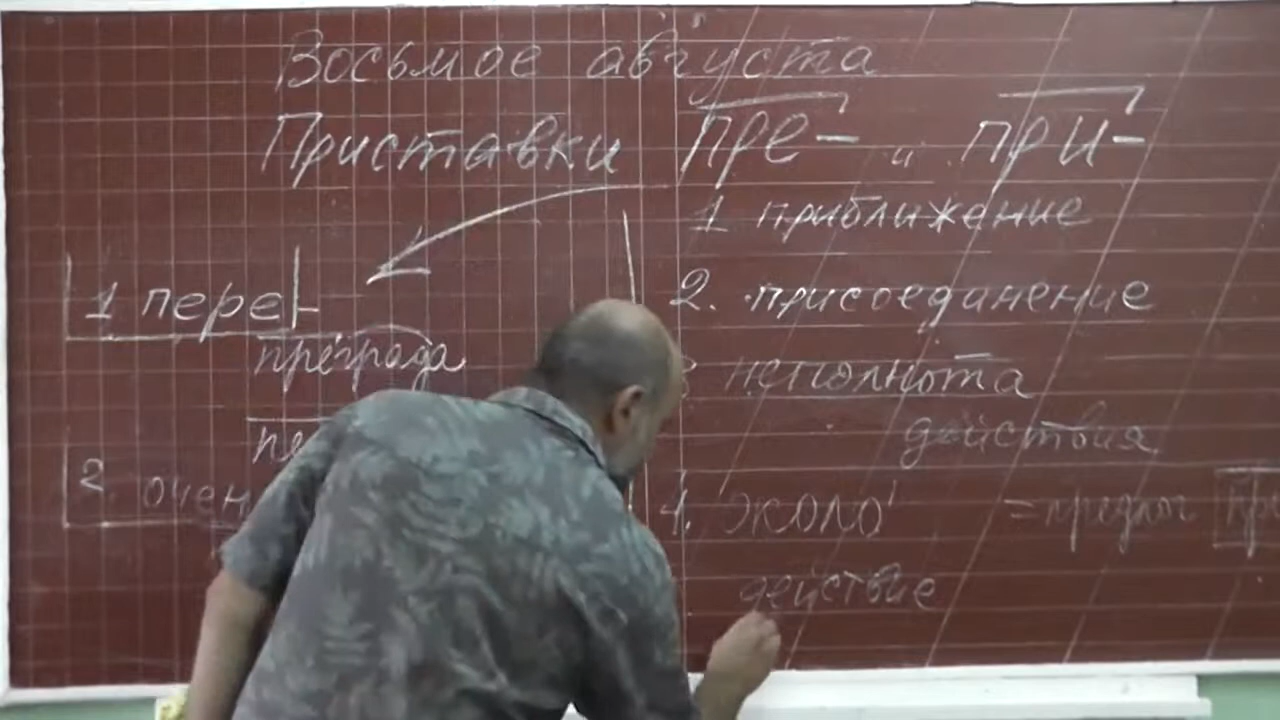 Восьмое августа
Приставки ПРЕ- и ПРИ-
1 пере-
преграда
2. очен
1 приближение
2. присоединение
3 неполнота
действия
4. около
= предлог
действие